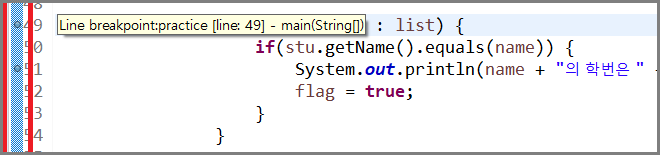 49 Line breakpoint:practice [line: 49] - main(String[]) : list) {
50 if(stu.getName().equals(name)) {
51 System.out.println(name + "의 학번은 "
52 flag = true;
53 }
54 }